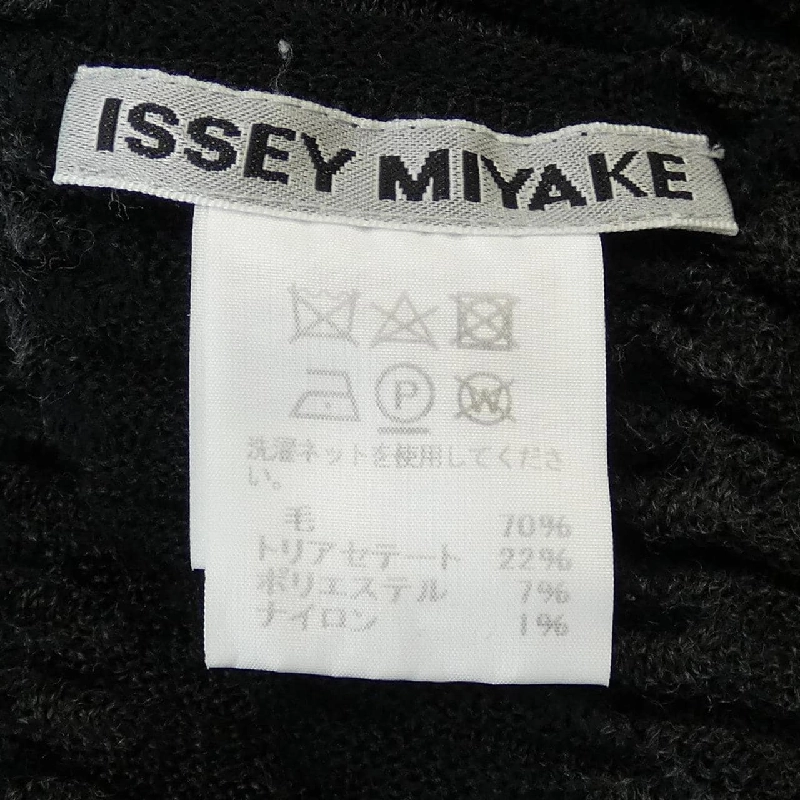 ISSEY MIYAKE
P W
洗濯ネットを使用してくださ
い。
毛 70%
トリアセテート 22%
ポリエステル 7%
ナイロン 1%